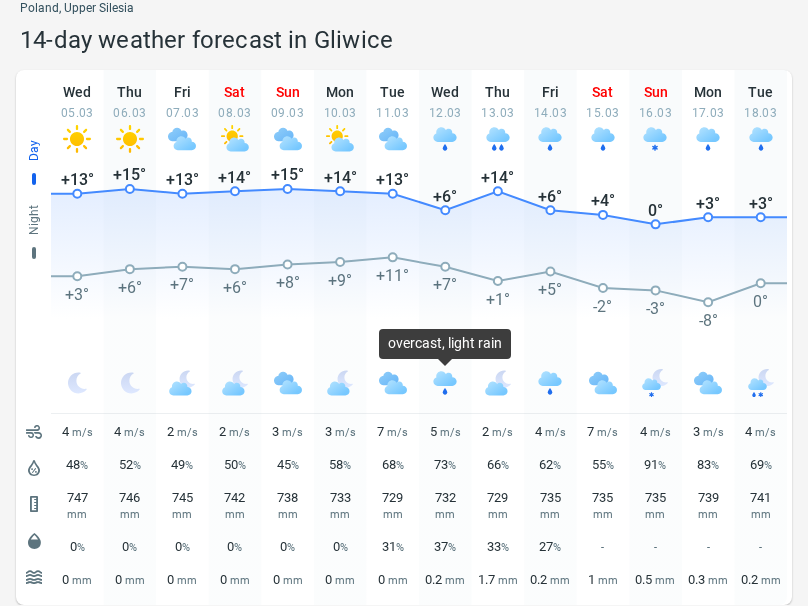 Poland, Upper Silesia
14-day weather forecast in Gliwice
Wed Thu Fri Sat Sun Mon Tue Wed Thu Fri Sat Sun Mon Tue
05.03 06.03 07.03 08.03 09.03 10.03 11.03 12.03 13.03 14.03 15.03 16.03 17.03 18.03
Day
+13° +15° +13° +14° +15° +14° +13° +6° +14° +6° +4° 0° +3° +3°
Night
+3° +6° +7° +6° +8° +9° +11° +7° +1° +5° -2° -3° -8° 0°
overcast, light rain
4 m/s 4 m/s 2 m/s 2 m/s 3 m/s 3 m/s 7 m/s 5 m/s 2 m/s 4 m/s 7 m/s 4 m/s 3 m/s 4 m/s
48% 52% 49% 50% 45% 58% 68% 73% 66% 62% 55% 91% 83% 69%
747 746 745 742 738 733 729 732 729 735 735 735 739 741
mm mm mm mm mm mm mm mm mm mm mm mm mm mm
0% 0% 0% 0% 0% 0% 31% 37% 33% 27% - - - -
0 mm 0 mm 0 mm 0 mm 0 mm 0 mm 0 mm 0.2 mm 1.7 mm 0.2 mm 1 mm 0.5 mm 0.3 mm 0.2 mm